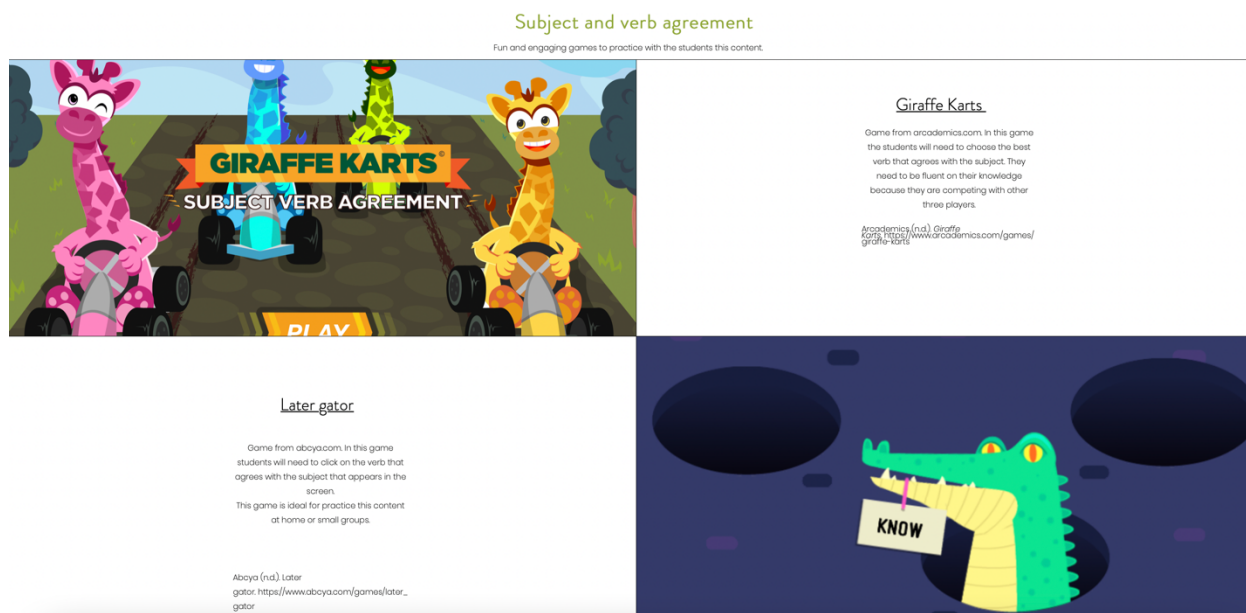 Subject and verb agreement
Fun and engaging games to practice with the students this content.
GIRAFFE KARTS©
SUBJECT VERB AGREEMENT
PLAY
Giraffe Karts
Game from arcademics.com. In this game
the students will need to choose the best
verb that agrees with the subject. They
need to be fluent on their knowledge
because they are competing with other
three players.
Arcademics (n.d.). Giraffe
Karts. https://www.arcademics.com/games/
giraffe-karts
Later gator
Game from abcya.com. In this game
students will need to click on the verb that
agrees with the subject that appears in the
screen.
This game is ideal for practice this content
at home or small groups.
Abcya (n.d.). Later
gator. https://www.abcya.com/games/later_
gator
KNOW